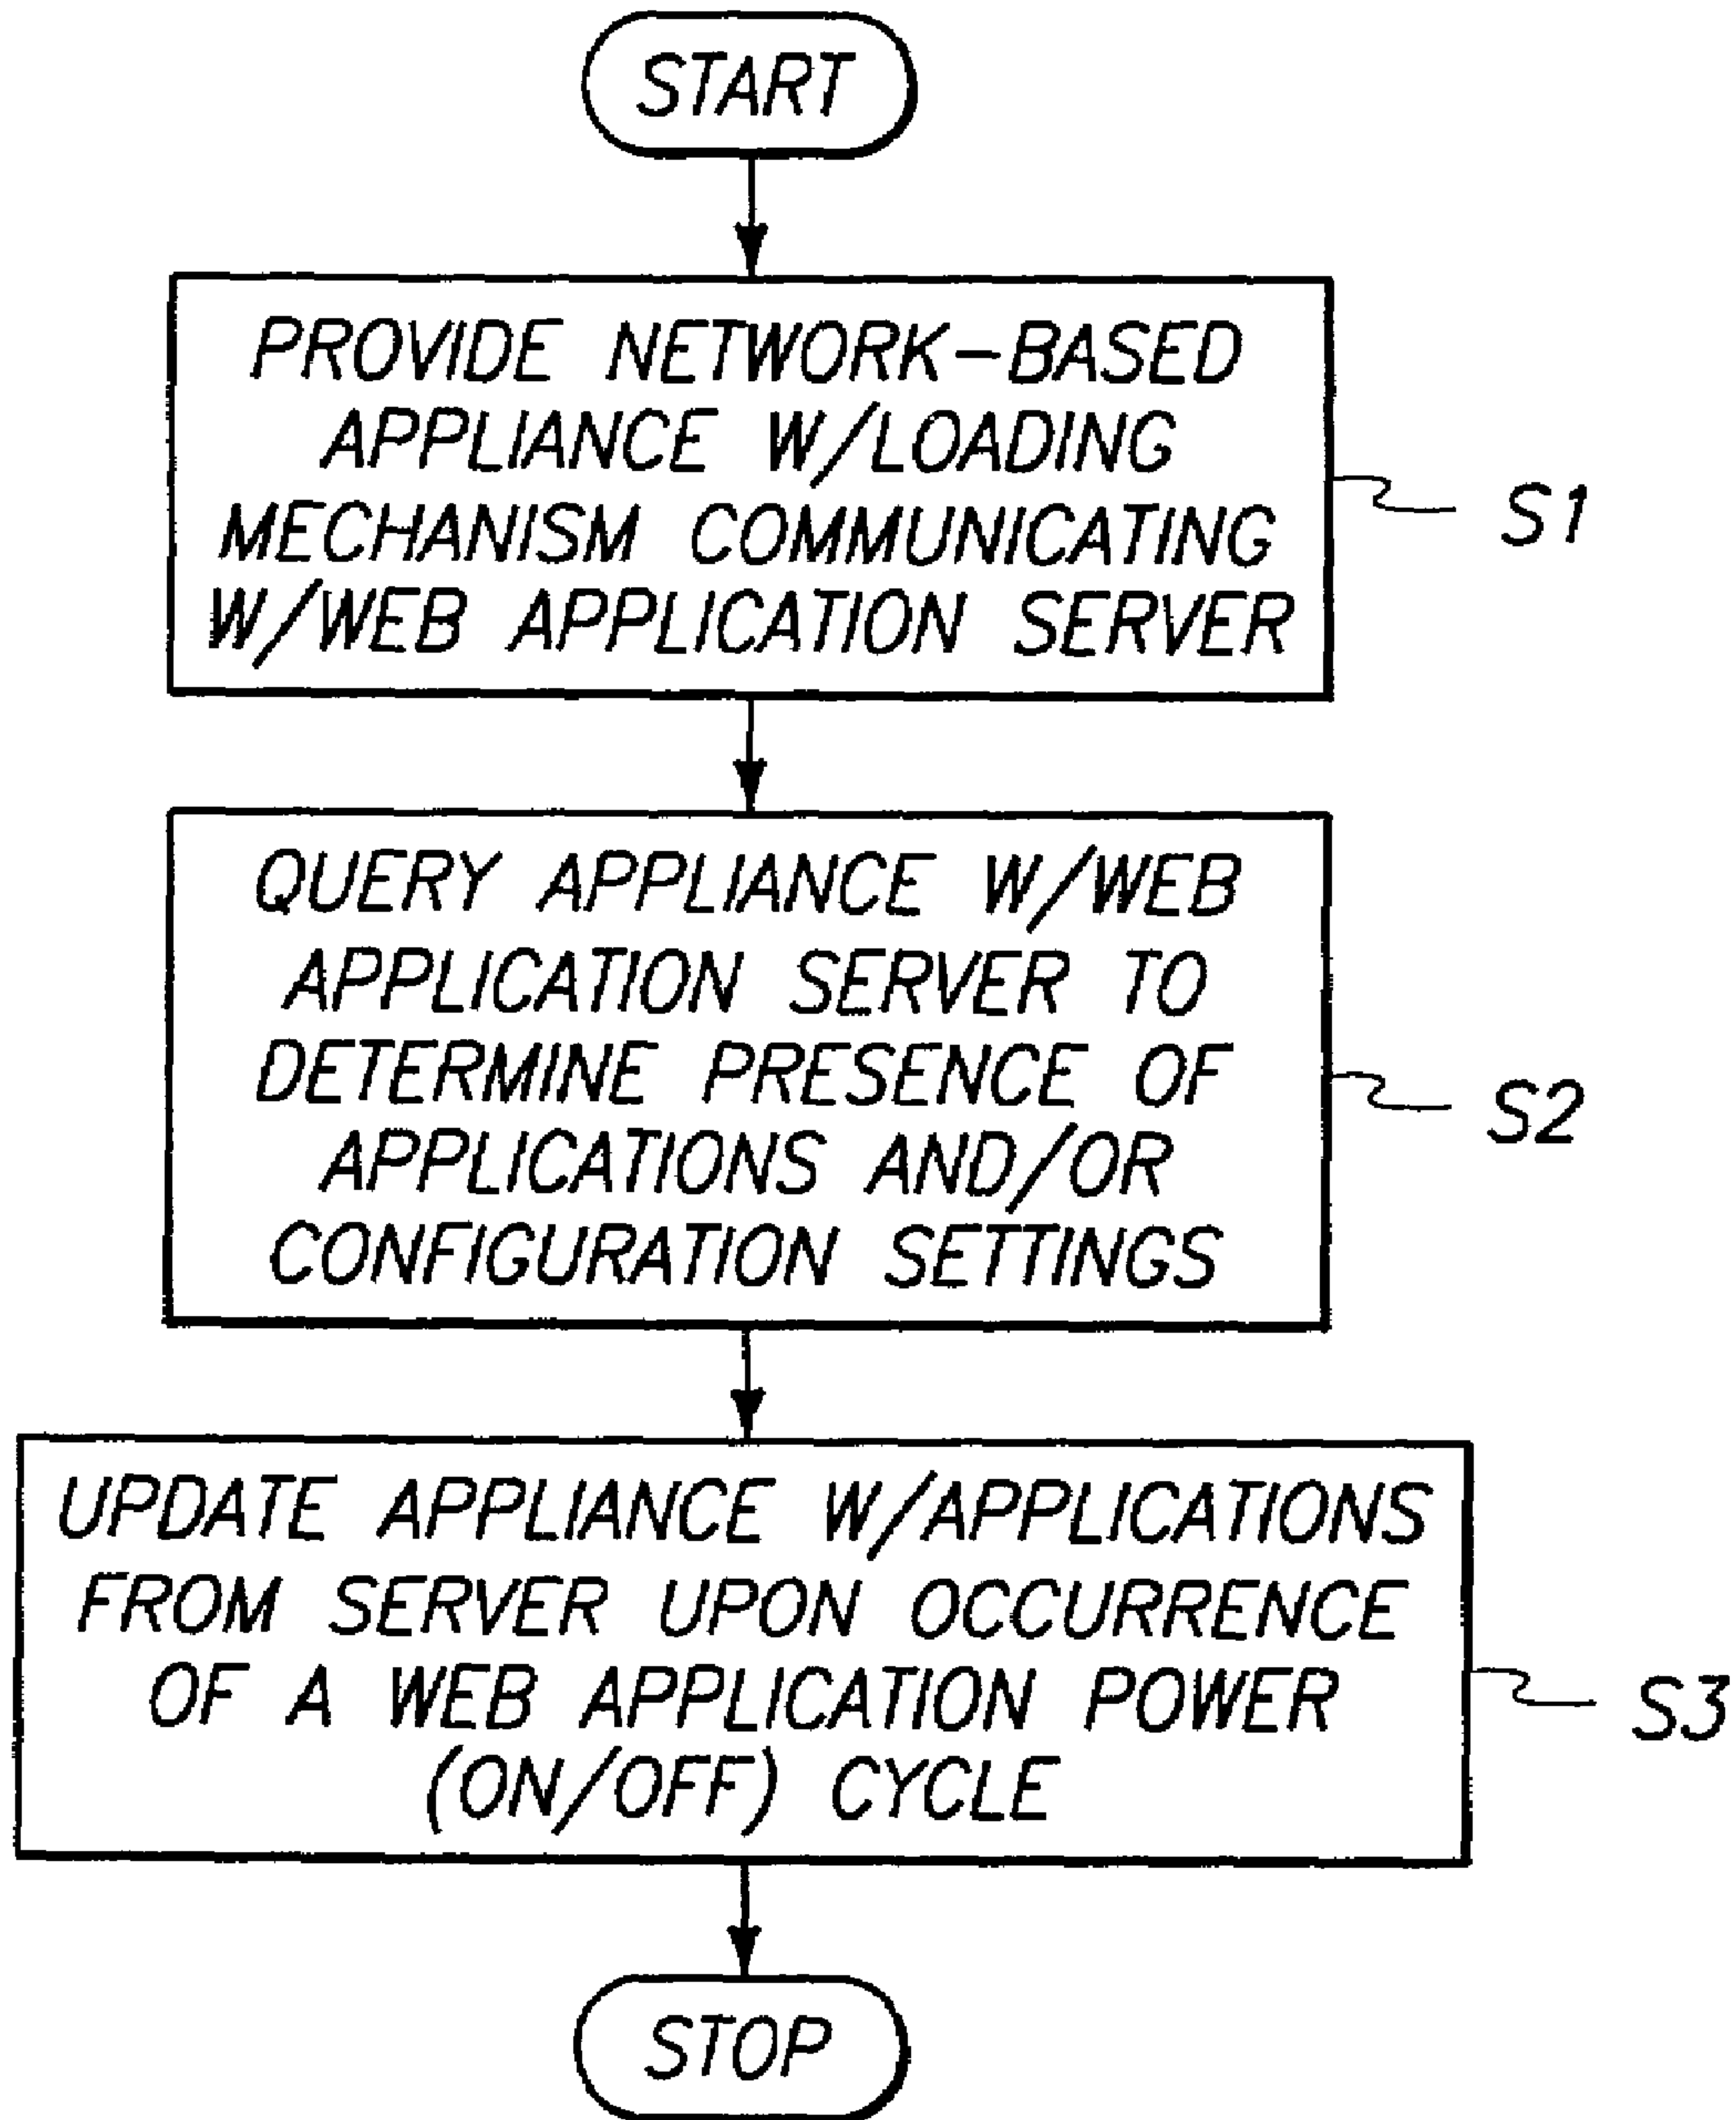 START
PROVIDE NETWORK-BASED
APPLIANCE W/LOADING
MECHANISM COMMUNICATING
W/WEB APPLICATION SERVER
S1
QUERY APPLIANCE W/WEB
APPLICATION SERVER TO
DETERMINE PRESENCE OF
APPLICATIONS AND/OR
CONFIGURATION SETTINGS
S2
UPDATE APPLIANCE W/APPLICATIONS
FROM SERVER UPON OCCURRENCE
OF A WEB APPLICATION POWER
(ON/OFF) CYCLE
S3
STOP